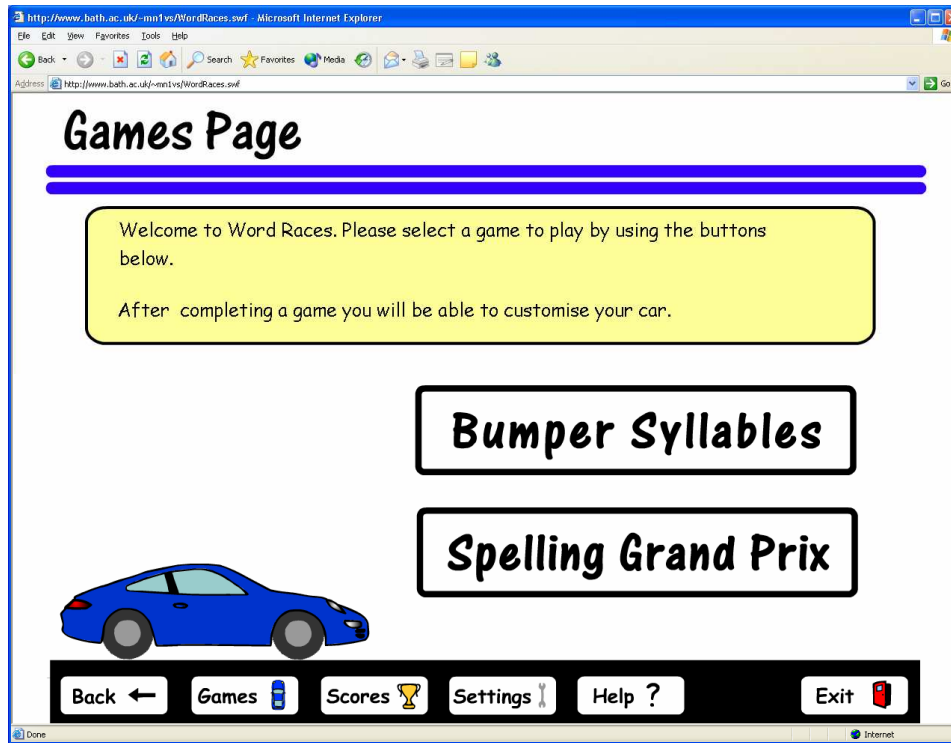 http://www.bath.ac.uk/~mn1vs/WordRaces.swf - Microsoft Internet Explorer
File Edit View Favorites Tools Help
Back Search Favorites Media
Address http://www.bath.ac.uk/~mn1vs/WordRaces.swf Go
Games Page
Welcome to Word Races. Please select a game to play by using the buttons
below.
After completing a game you will be able to customise your car.
Bumper Syllables
Spelling Grand Prix
Back Games Scores Settings Help ? Exit
Done Internet